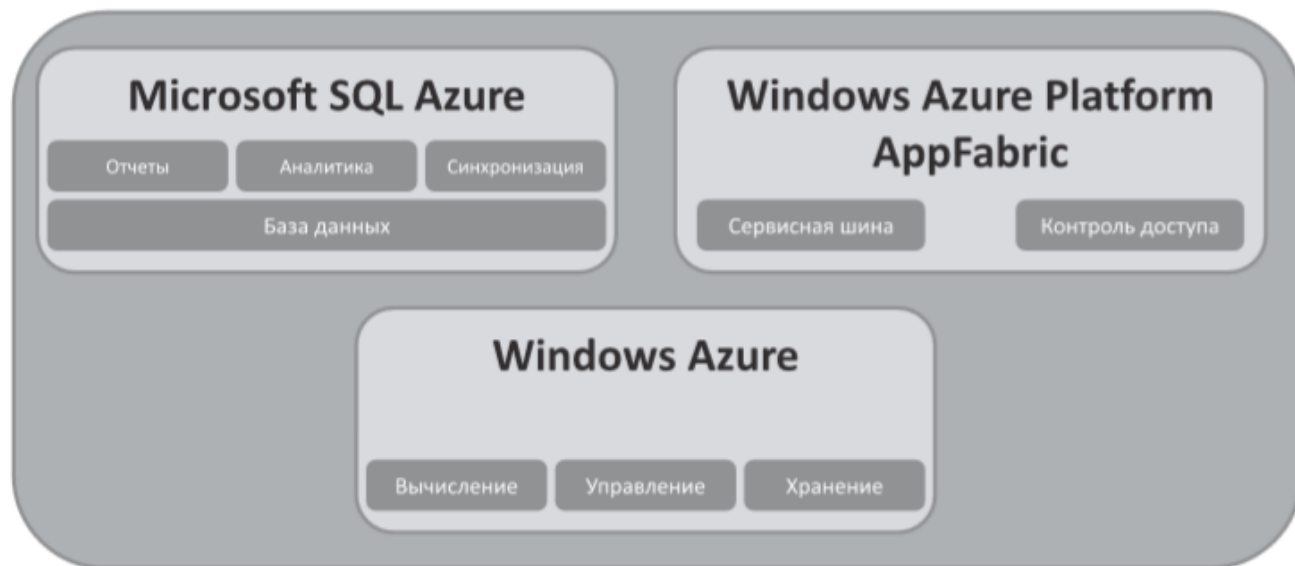 Microsoft SQL Azure
Отчеты
Аналитика
Синхронизация
База данных
Windows Azure Platform
AppFabric
Сервисная шина
Контроль доступа
Windows Azure
Вычисление
Управление
Хранение